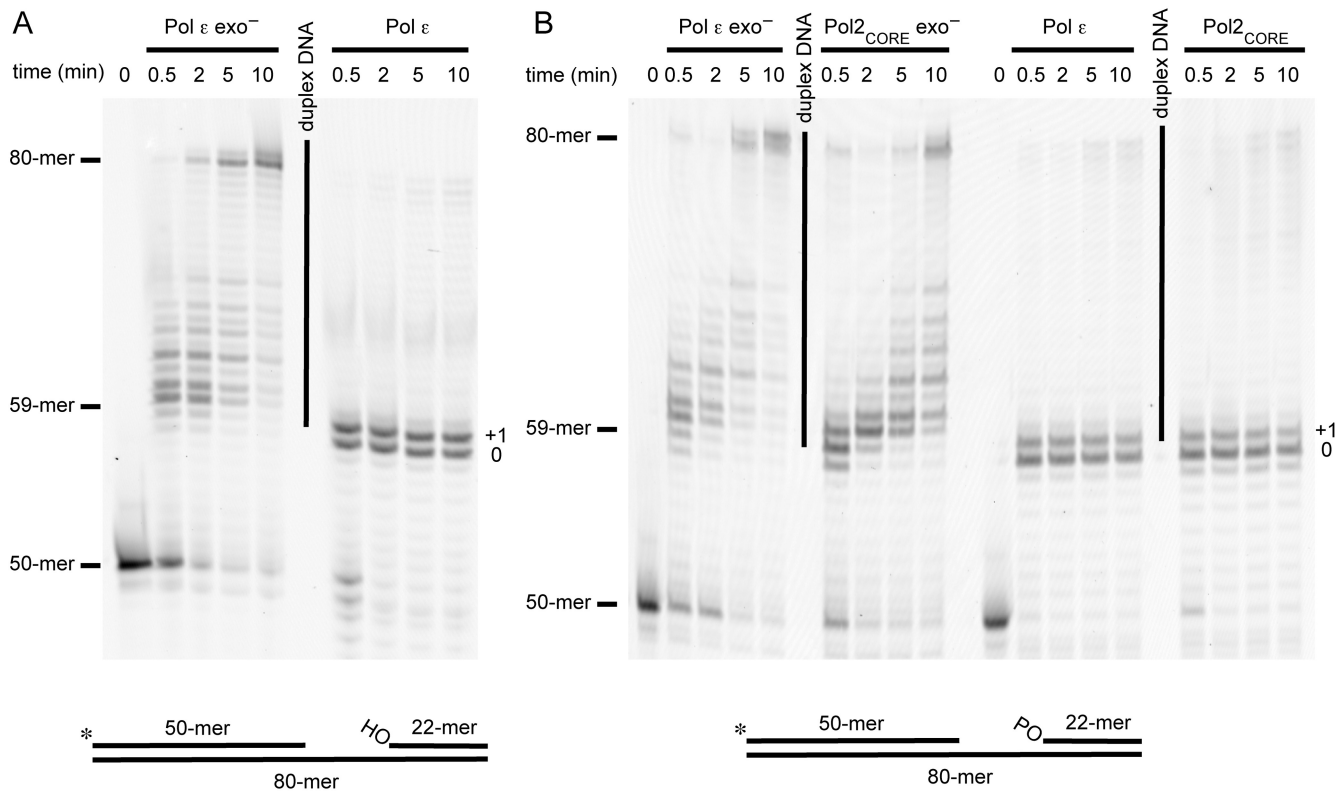 A
Pol ε exo–
duplex DNA
Pol ε
time (min) 0 0.5 2 5 10 0.5 2 5 10
80-mer
59-mer
+1
0
50-mer
*
50-mer
HO
22-mer
80-mer
B
Pol ε exo–
duplex DNA
Pol2CORE exo–
Pol ε
duplex DNA
Pol2CORE
time (min) 0 0.5 2 5 10 0.5 2 5 10 0 0.5 2 5 10 0.5 2 5 10
80-mer
59-mer
+1
0
50-mer
*
50-mer
PO
22-mer
80-mer